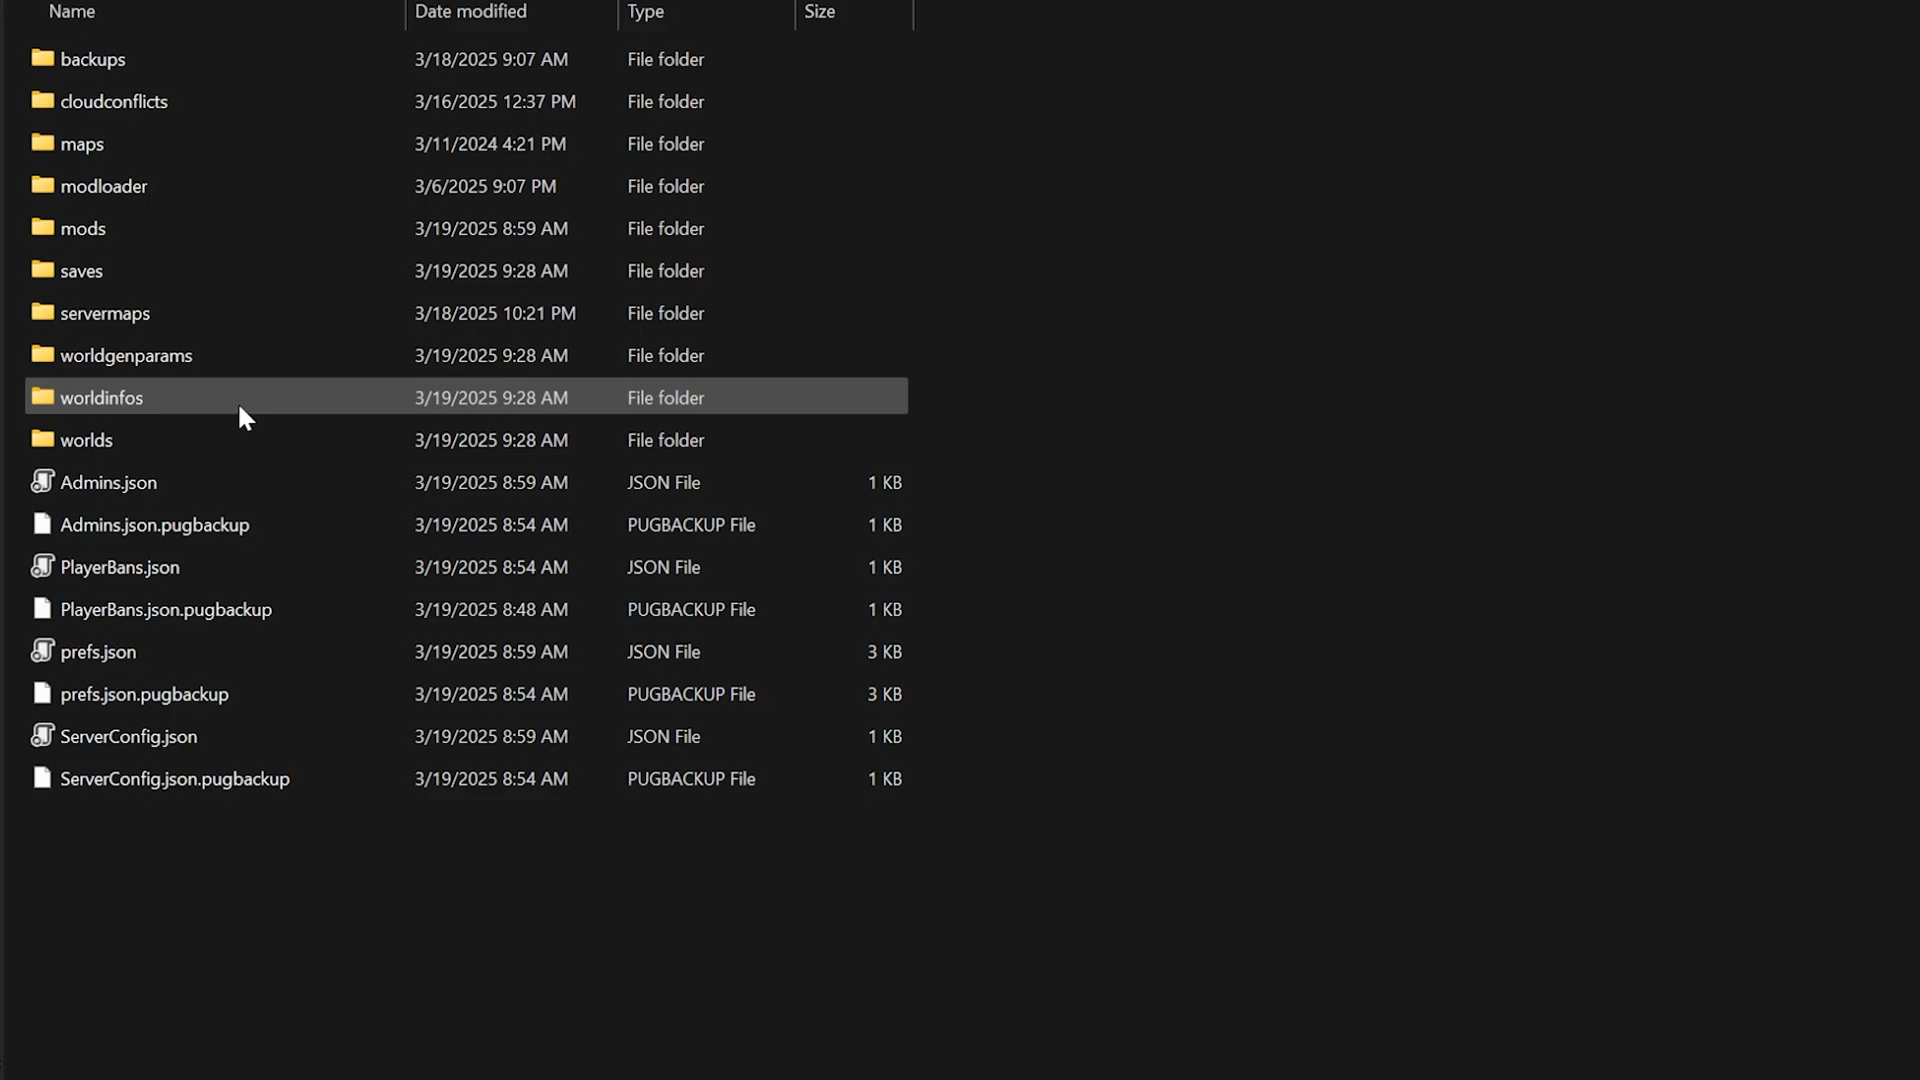 Name Date modified Type Size
backups 3/18/2025 9:07 AM File folder
cloudconflicts 3/16/2025 12:37 PM File folder
maps 3/11/2024 4:21 PM File folder
modloader 3/6/2025 9:07 PM File folder
mods 3/19/2025 8:59 AM File folder
saves 3/19/2025 9:28 AM File folder
servermaps 3/18/2025 10:21 PM File folder
worldgenparams 3/19/2025 9:28 AM File folder
worldinfos 3/19/2025 9:28 AM File folder
worlds 3/19/2025 9:28 AM File folder
Admins.json 3/19/2025 8:59 AM JSON File 1 KB
Admins.json.pugbackup 3/19/2025 8:54 AM PUGBACKUP File 1 KB
PlayerBans.json 3/19/2025 8:54 AM JSON File 1 KB
PlayerBans.json.pugbackup 3/19/2025 8:48 AM PUGBACKUP File 1 KB
prefs.json 3/19/2025 8:59 AM JSON File 3 KB
prefs.json.pugbackup 3/19/2025 8:54 AM PUGBACKUP File 3 KB
ServerConfig.json 3/19/2025 8:59 AM JSON File 1 KB
ServerConfig.json.pugbackup 3/19/2025 8:54 AM PUGBACKUP File 1 KB